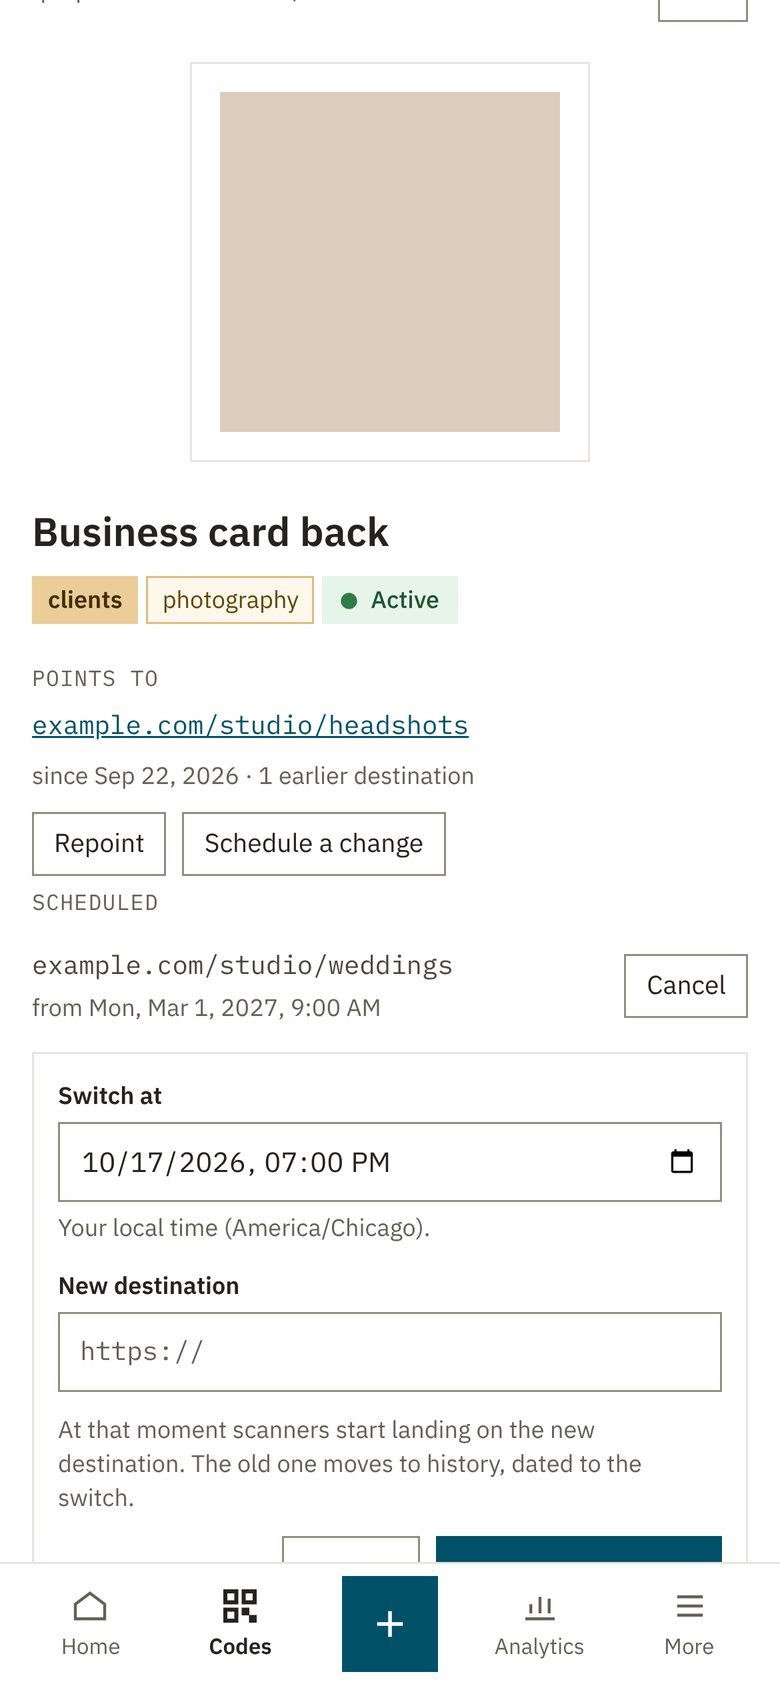 Business card back
clients photography Active
POINTS TO
example.com/studio/headshots
since Sep 22, 2026 · 1 earlier destination
Repoint Schedule a change
SCHEDULED
example.com/studio/weddings
from Mon, Mar 1, 2027, 9:00 AM
Cancel
Switch at
10/17/2026, 07:00 PM
Your local time (America/Chicago).
New destination
https://
At that moment scanners start landing on the new
destination. The old one moves to history, dated to the
switch.
Home Codes + Analytics More